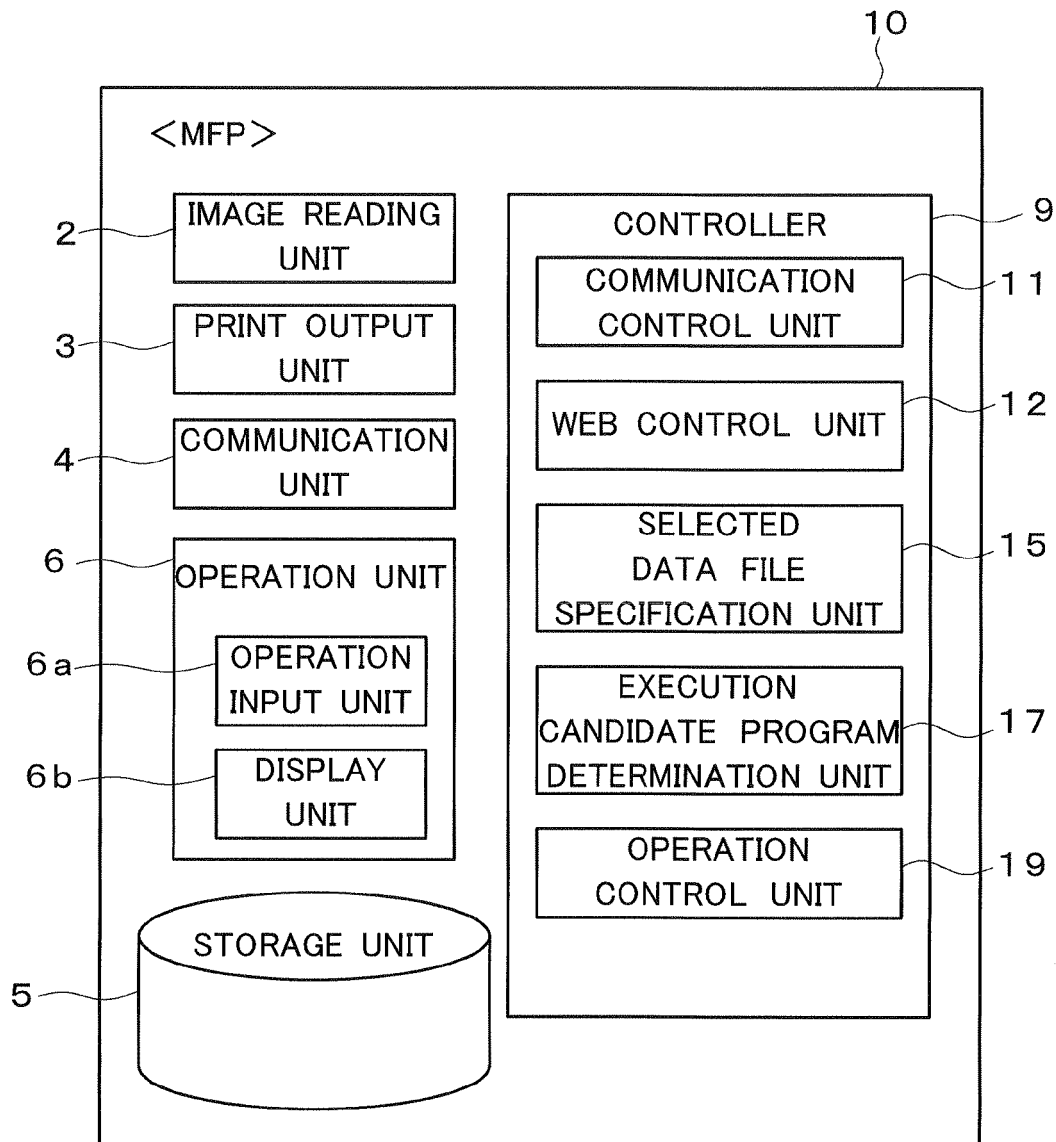 10
<MFP>
2
IMAGE READING
UNIT
3
PRINT OUTPUT
UNIT
4
COMMUNICATION
UNIT
6
OPERATION UNIT
6a
OPERATION
INPUT UNIT
6b
DISPLAY
UNIT
5
STORAGE UNIT
CONTROLLER
9
COMMUNICATION
CONTROL UNIT
11
WEB CONTROL UNIT
12
SELECTED
DATA FILE
SPECIFICATION UNIT
15
EXECUTION
CANDIDATE PROGRAM
DETERMINATION UNIT
17
OPERATION
CONTROL UNIT
19